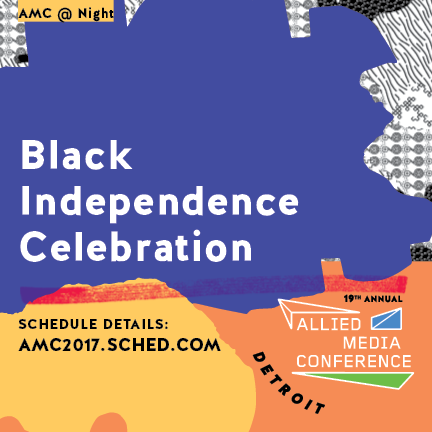 AMC @ Night
Black
Independence
Celebration
SCHEDULE DETAILS:
AMC2017.SCHED.COM
19TH ANNUAL
ALLIED
MEDIA
CONFERENCE
DETROIT